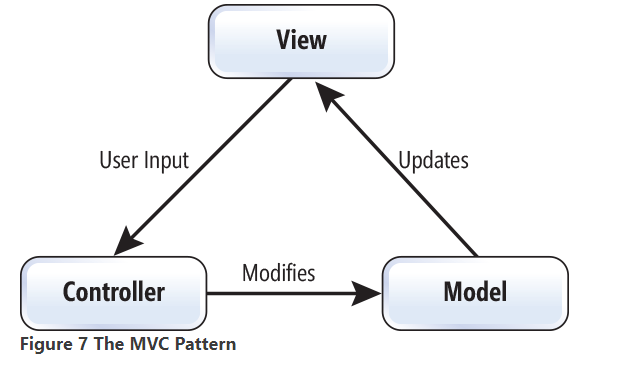 View
User Input
Updates
Controller
Modifies
Model
Figure 7 The MVC Pattern